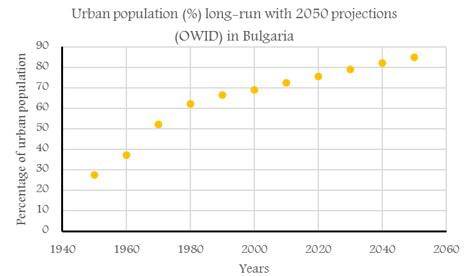 Urban population (%) long-run with 2050 projections
(OWID) in Bulgaria
Percentage of urban population
90
80
70
60
50
40
30
20
10
0
1940 1960 1980 2000 2020 2040 2060
Years